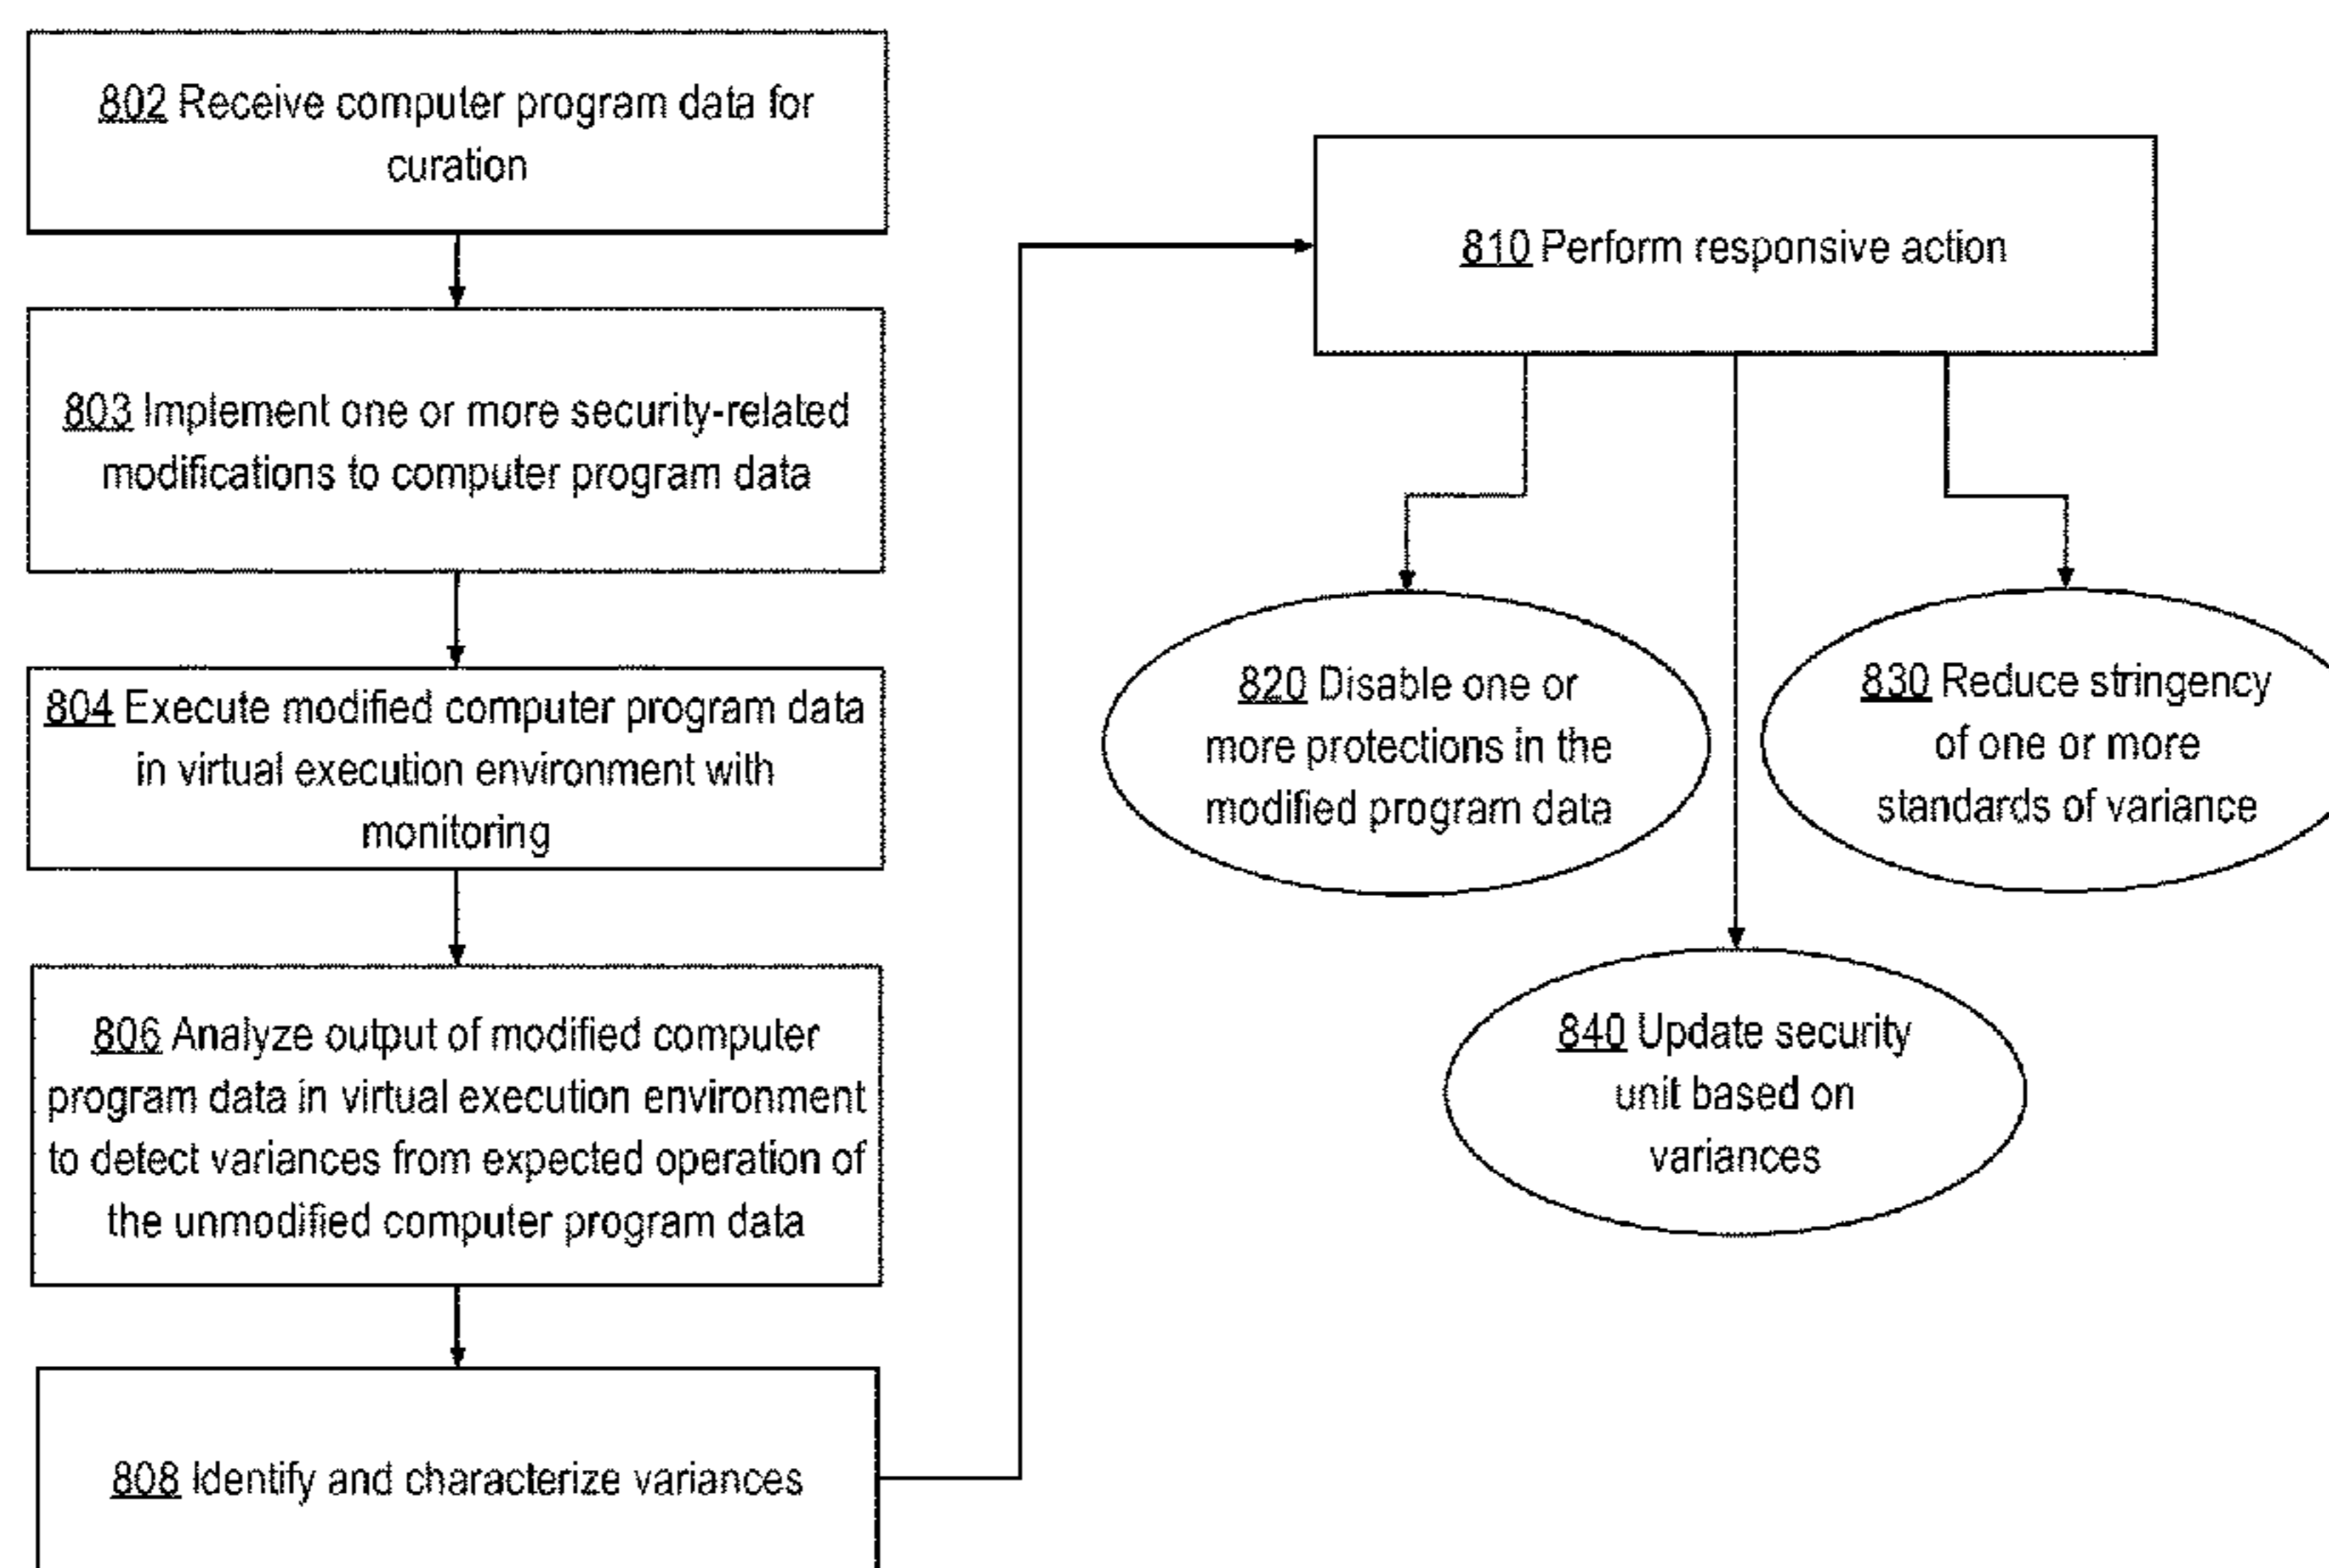 802 Receive computer program data for
curation
803 Implement one or more security-related
modifications to computer program data
804 Execute modified computer program data
in virtual execution environment with
monitoring
806 Analyze output of modified computer
program data in virtual execution environment
to detect variances from expected operation of
the unmodified computer program data
808 Identify and characterize variances
810 Perform responsive action
820 Disable one or
more protections in the
modified program data
830 Reduce stringency
of one or more
standards of variance
840 Update security
unit based on
variances